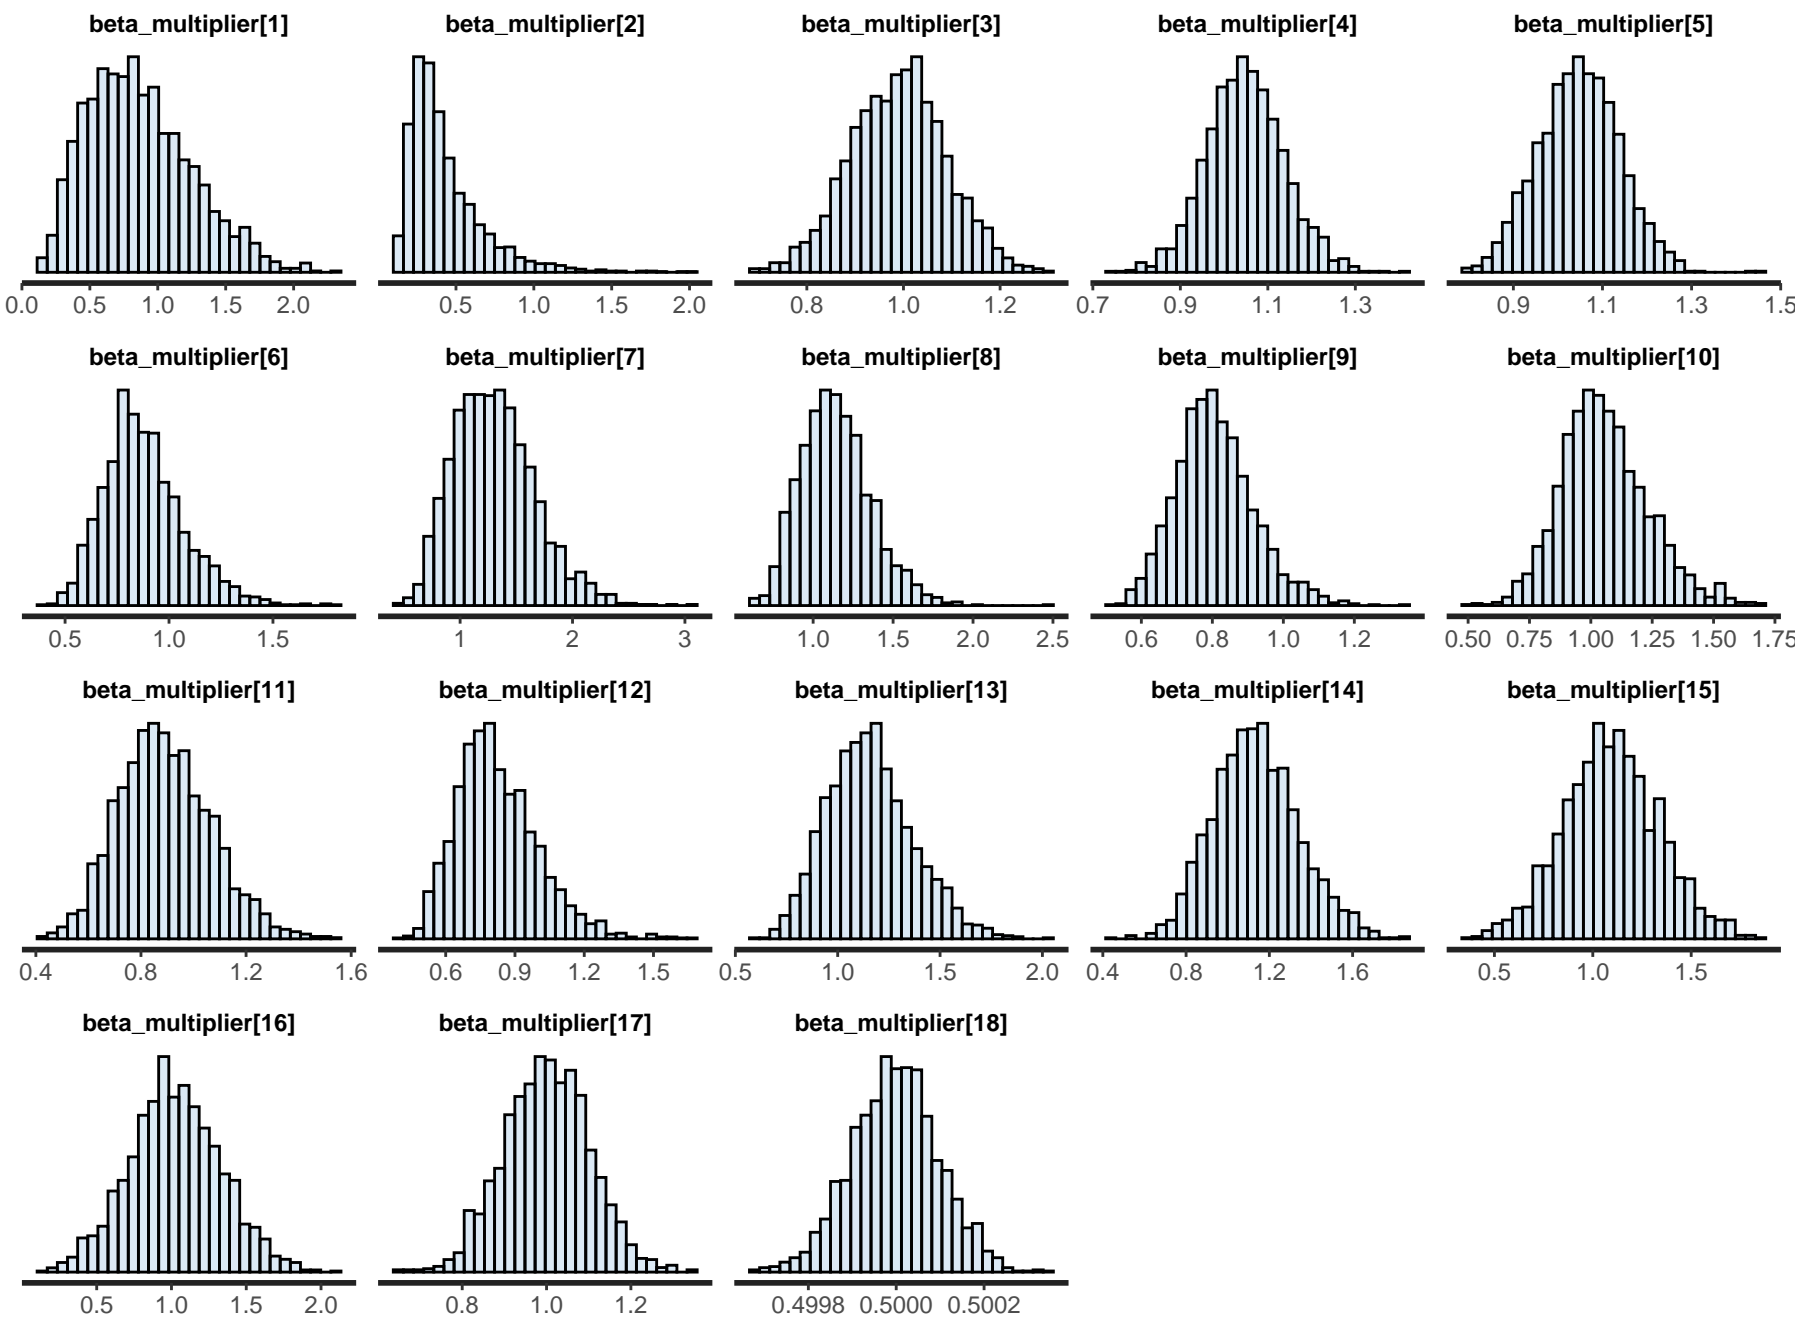 beta_multiplier[1] beta_multiplier[2] beta_multiplier[3] beta_multiplier[4] beta_multiplier[5]
0.0 0.5 1.0 1.5 2.0 0.5 1.0 1.5 2.0 0.8 1.0 1.2 0.7 0.9 1.1 1.3 0.9 1.1 1.3 1.5
beta_multiplier[6] beta_multiplier[7] beta_multiplier[8] beta_multiplier[9] beta_multiplier[10]
0.5 1.0 1.5 1 2 3 1.0 1.5 2.0 2.5 0.6 0.8 1.0 1.2 0.50 0.75 1.00 1.25 1.50 1.75
beta_multiplier[11] beta_multiplier[12] beta_multiplier[13] beta_multiplier[14] beta_multiplier[15]
0.4 0.8 1.2 1.6 0.6 0.9 1.2 1.5 0.5 1.0 1.5 2.0 0.4 0.8 1.2 1.6 0.5 1.0 1.5
beta_multiplier[16] beta_multiplier[17] beta_multiplier[18]
0.5 1.0 1.5 2.0 0.8 1.0 1.2 0.4998 0.5000 0.5002